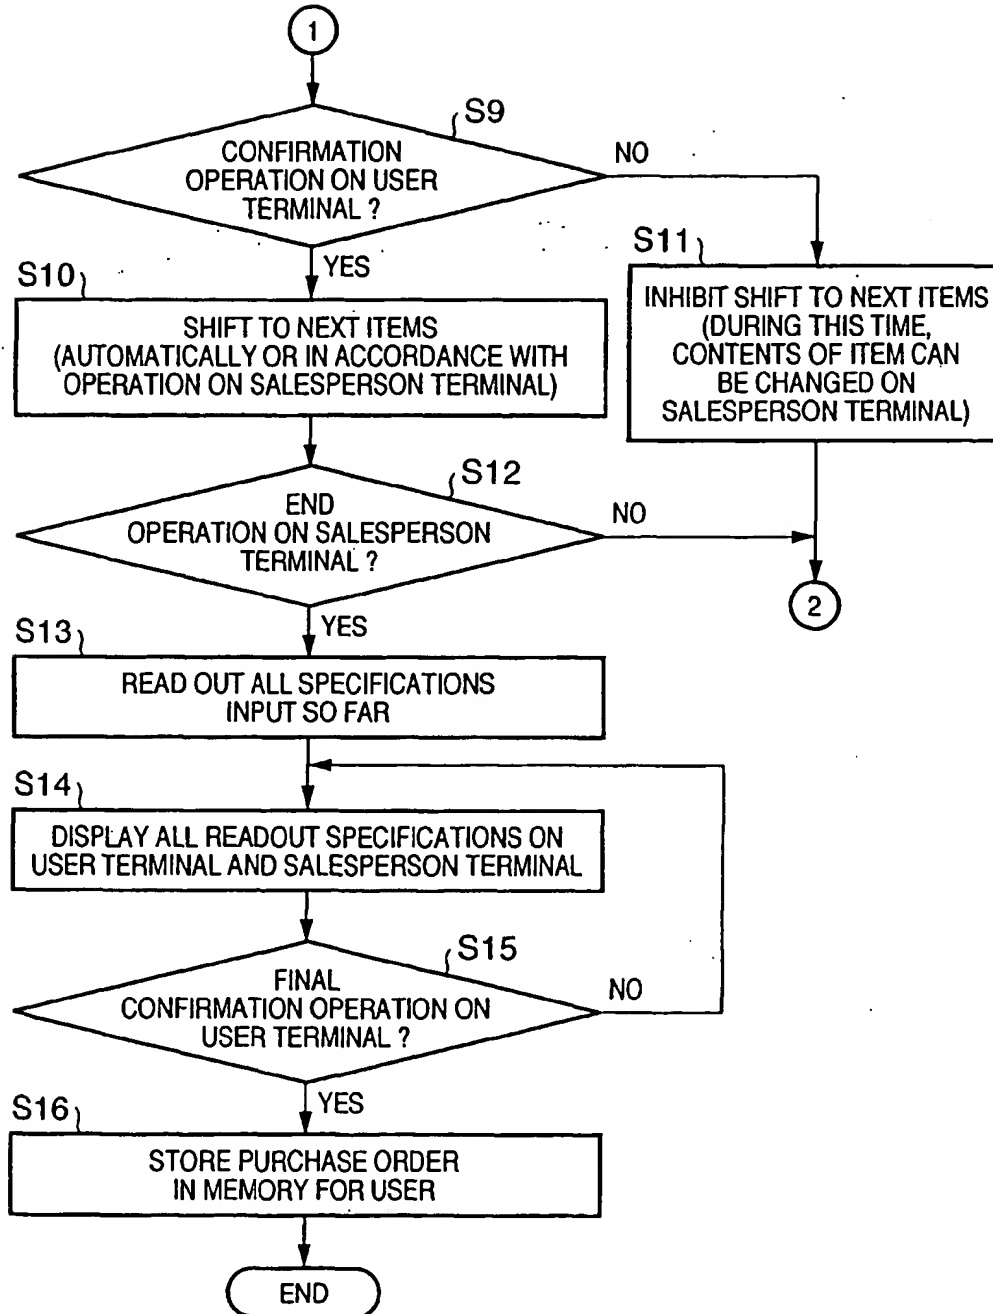 1
S9
CONFIRMATION
OPERATION ON USER
TERMINAL ?
NO
YES
S10
SHIFT TO NEXT ITEMS
(AUTOMATICALLY OR IN ACCORDANCE WITH
OPERATION ON SALESPERSON TERMINAL)
S11
INHIBIT SHIFT TO NEXT ITEMS
(DURING THIS TIME,
CONTENTS OF ITEM CAN
BE CHANGED ON
SALESPERSON TERMINAL)
S12
END
OPERATION ON SALESPERSON
TERMINAL ?
NO
2
YES
S13
READ OUT ALL SPECIFICATIONS
INPUT SO FAR
S14
DISPLAY ALL READOUT SPECIFICATIONS ON
USER TERMINAL AND SALESPERSON TERMINAL
S15
FINAL
CONFIRMATION OPERATION ON
USER TERMINAL ?
NO
YES
S16
STORE PURCHASE ORDER
IN MEMORY FOR USER
END